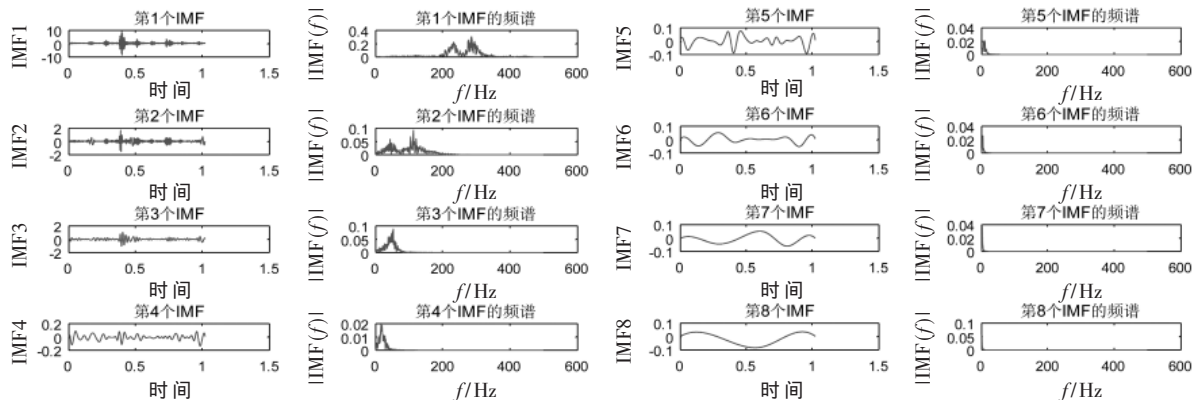 第1个IMF
IMF1
10
0
-10
0 0.5 1 1.5
时间
第1个IMF的频谱
|IMF(f)|
0.4
0.2
0
0 200 400 600
f/Hz
第2个IMF
IMF2
2
0
-2
0 0.5 1 1.5
时间
第2个IMF的频谱
|IMF(f)|
0.1
0.05
0
0 200 400 600
f/Hz
第3个IMF
IMF3
2
0
-2
0 0.5 1 1.5
时间
第3个IMF的频谱
|IMF(f)|
0.1
0.05
0
0 200 400 600
f/Hz
第4个IMF
IMF4
0.2
0
-0.2
0 0.5 1 1.5
时间
第4个IMF的频谱
|IMF(f)|
0.02
0.01
0
0 200 400 600
f/Hz
第5个IMF
IMF5
0.1
0
-0.1
0 0.5 1 1.5
时间
第5个IMF的频谱
|IMF(f)|
0.04
0.02
0
0 200 400 600
f/Hz
第6个IMF
IMF6
0.1
0
-0.1
0 0.5 1 1.5
时间
第6个IMF的频谱
|IMF(f)|
0.04
0.02
0
0 200 400 600
f/Hz
第7个IMF
IMF7
0.1
0
-0.1
0 0.5 1 1.5
时间
第7个IMF的频谱
|IMF(f)|
0.04
0.02
0
0 200 400 600
f/Hz
第8个IMF
IMF8
0.1
0
-0.1
0 0.5 1 1.5
时间
第8个IMF的频谱
|IMF(f)|
0.1
0.05
0
0 200 400 600
f/Hz